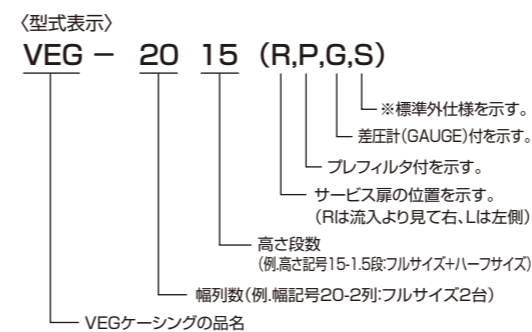 〈型式表示〉
VEG－ 20 15 (R,P,G,S)
※標準外仕様を示す。
差圧計(GAUGE)付を示す。
プレフィルタ付を示す。
サービス扉の位置を示す。
(Rは流入より見て右、Lは左側)
高さ段数
(例.高さ記号15-1.5段:フルサイズ+ハーフサイズ)
幅列数(例.幅記号20-2列:フルサイズ2台)
VEGケーシングの品名